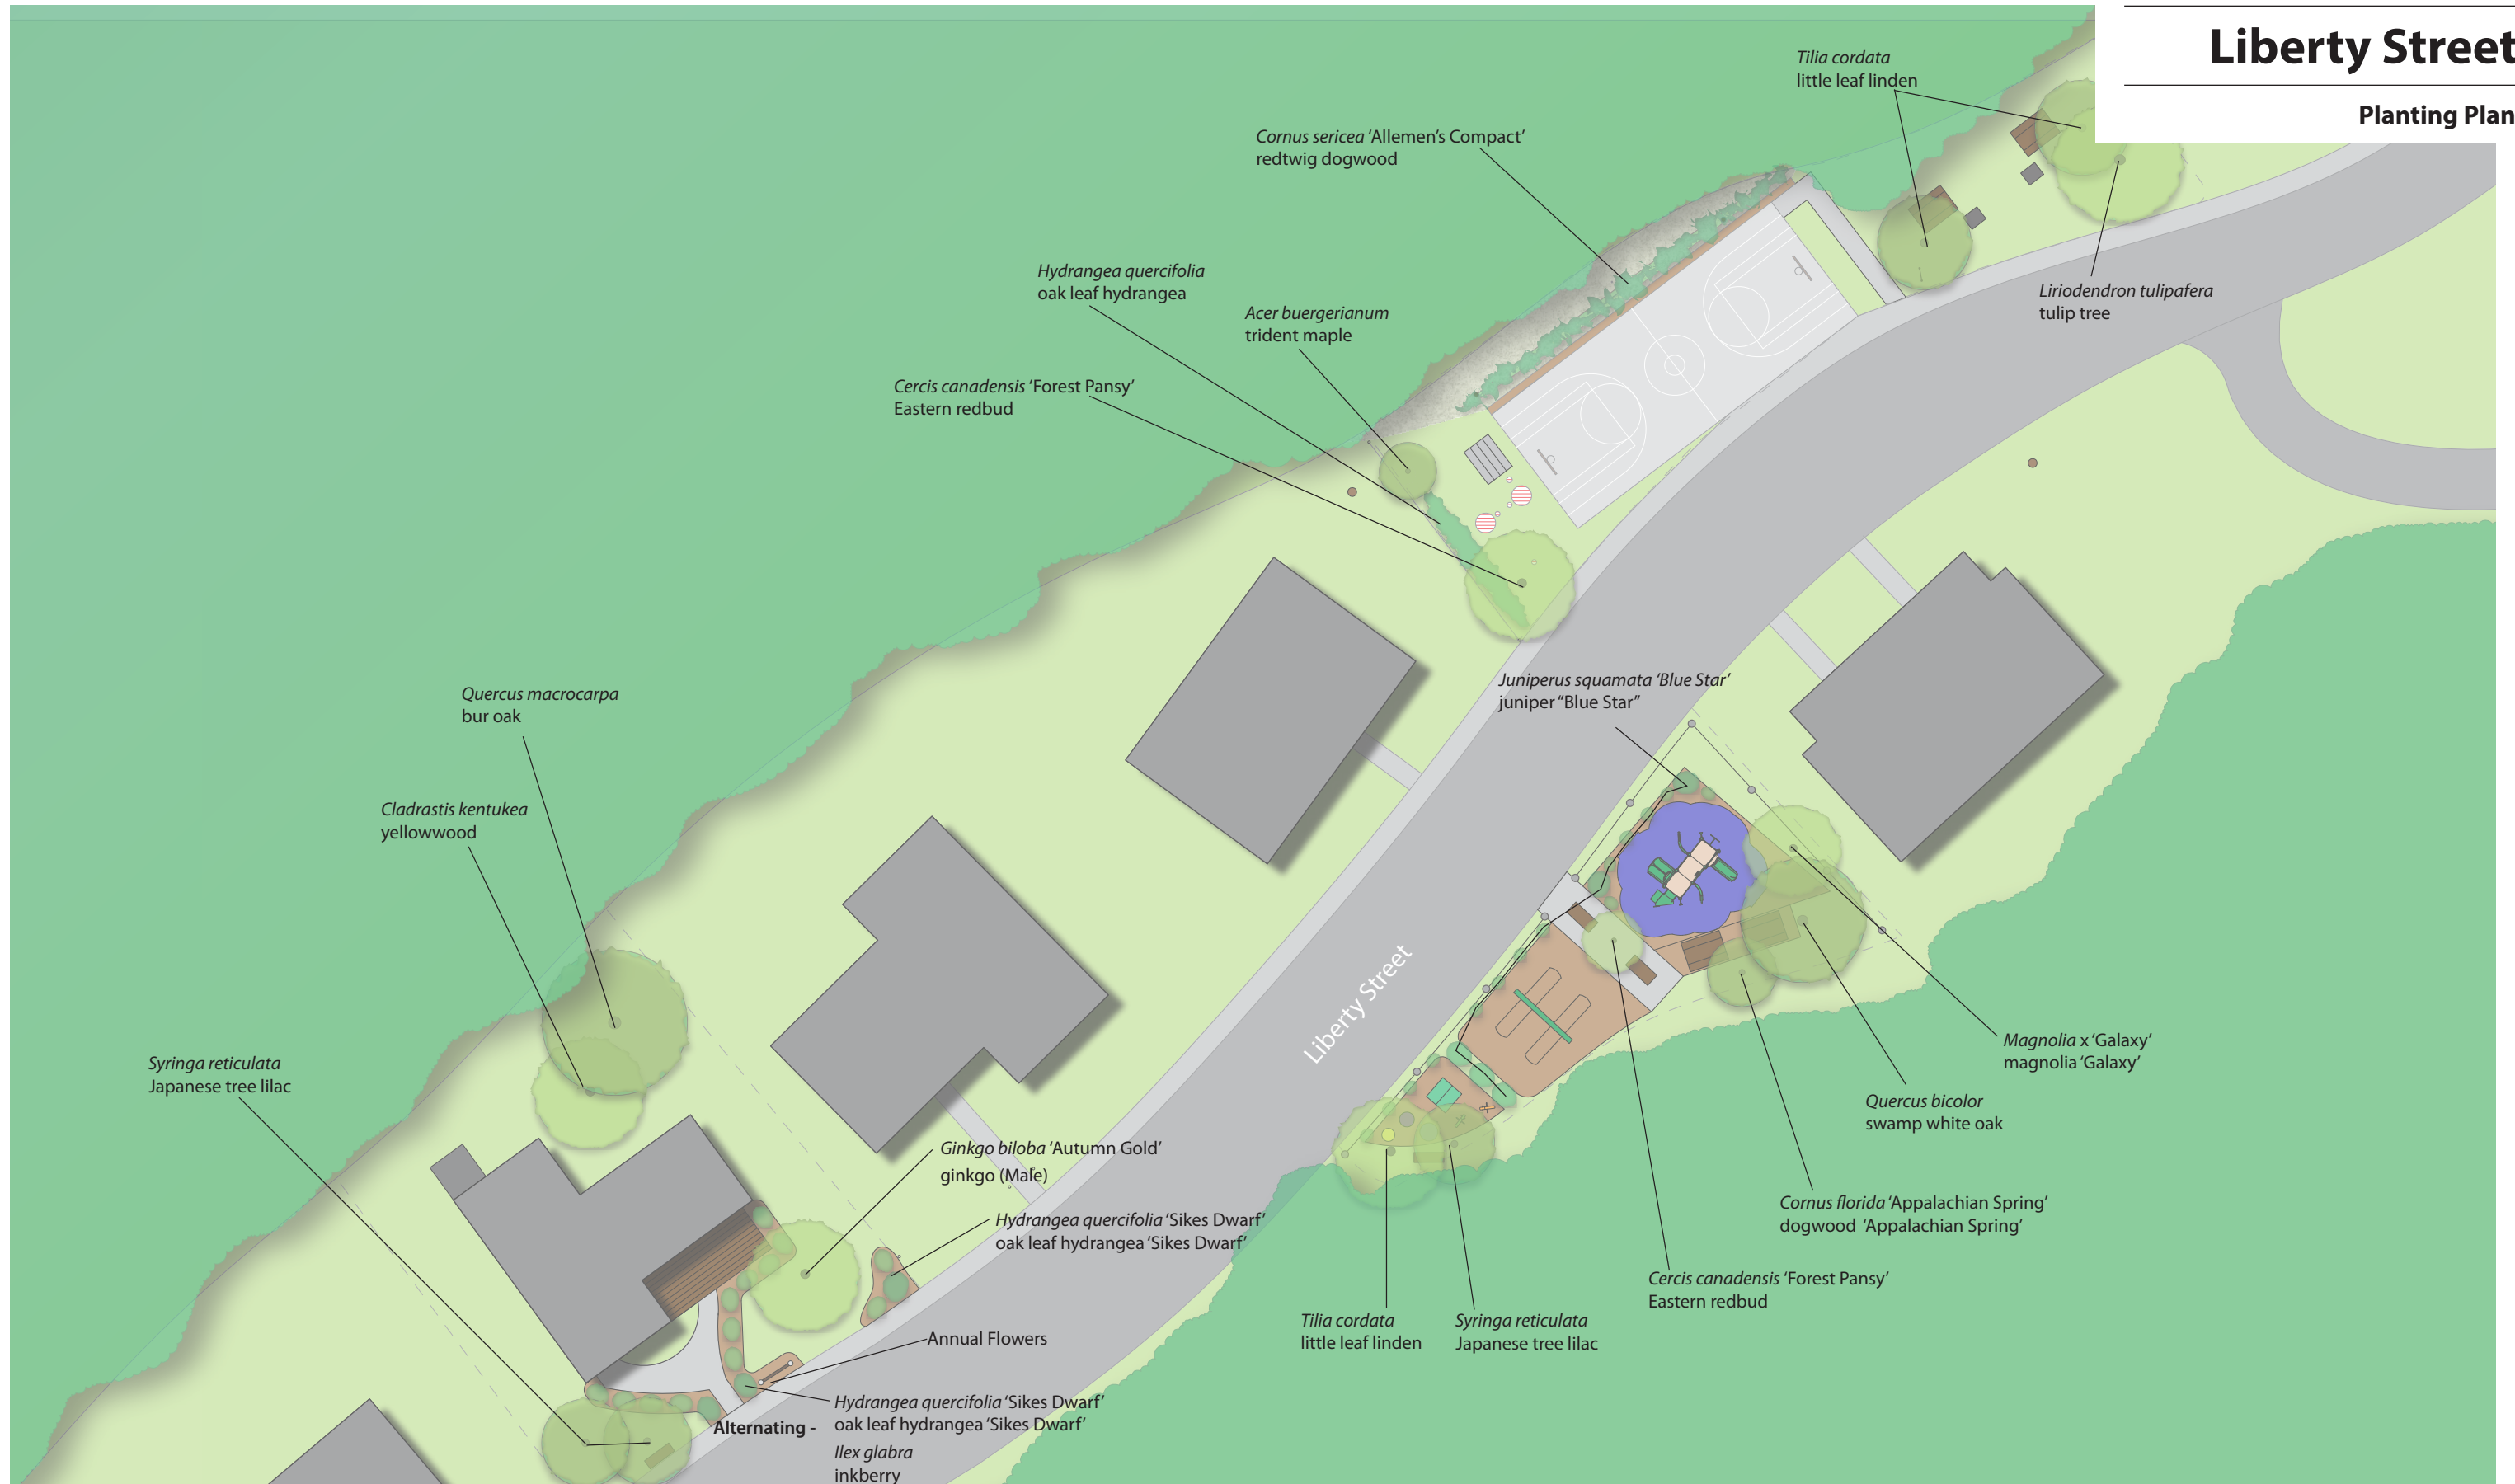 Liberty Street
Planting Plan
Tilia cordata
little leaf linden
Cornus sericea ‘Allemen’s Compact’
redtwig dogwood
Hydrangea quercifolia
oak leaf hydrangea
Liriodendron tulipafera
tulip tree
Acer buergerianum
trident maple
Cercis canadensis ‘Forest Pansy’
Eastern redbud
Juniperus squamata ‘Blue Star’
juniper “Blue Star”
Quercus macrocarpa
bur oak
Cladrastis kentukea
yellowwood
Liberty Street
Syringa reticulata
Japanese tree lilac
Magnolia x ‘Galaxy’
magnolia ‘Galaxy’
Quercus bicolor
swamp white oak
Ginkgo biloba ‘Autumn Gold’
ginkgo (Male)
Cornus florida ‘Appalachian Spring’
dogwood ‘Appalachian Spring’
Hydrangea quercifolia ‘Sikes Dwarf’
oak leaf hydrangea ‘Sikes Dwarf’
Cercis canadensis ‘Forest Pansy’
Eastern redbud
Tilia cordata
little leaf linden
Syringa reticulata
Japanese tree lilac
Annual Flowers
Alternating -
Hydrangea quercifolia ‘Sikes Dwarf’
oak leaf hydrangea ‘Sikes Dwarf’
Ilex glabra
inkberry